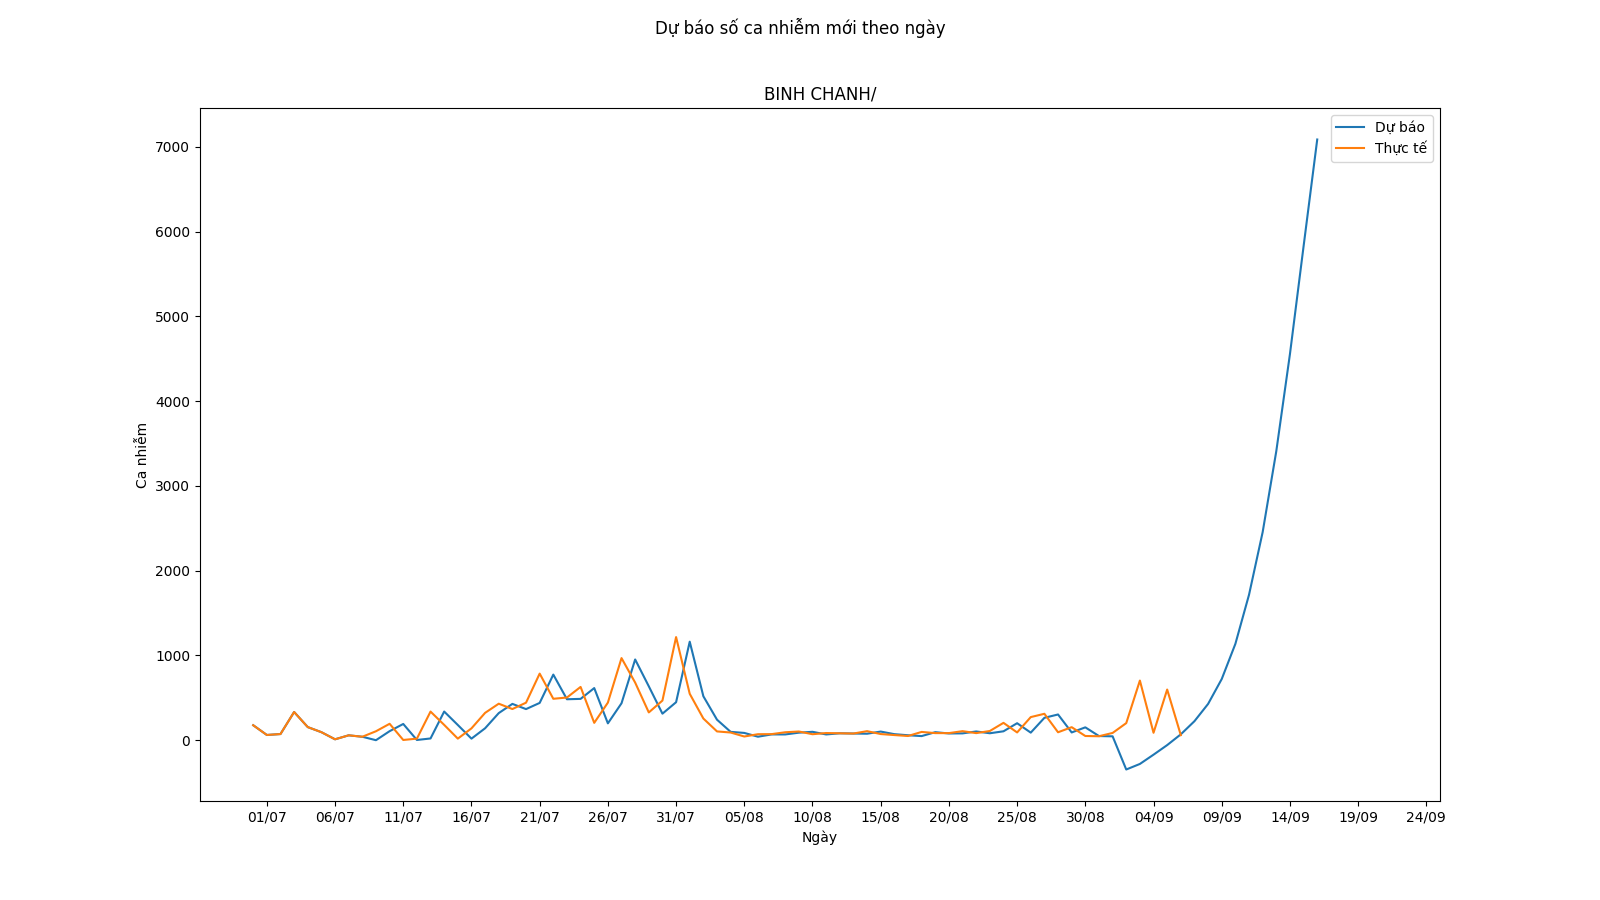 Dự báo số ca nhiễm mới theo ngày
BINH CHANH/
Dự báo
Thực tế
7000
6000
5000
4000
3000
2000
1000
0
Ca nhiễm
01/07 06/07 11/07 16/07 21/07 26/07 31/07 05/08 10/08 15/08 20/08 25/08 30/08 04/09 09/09 14/09 19/09 24/09
Ngày